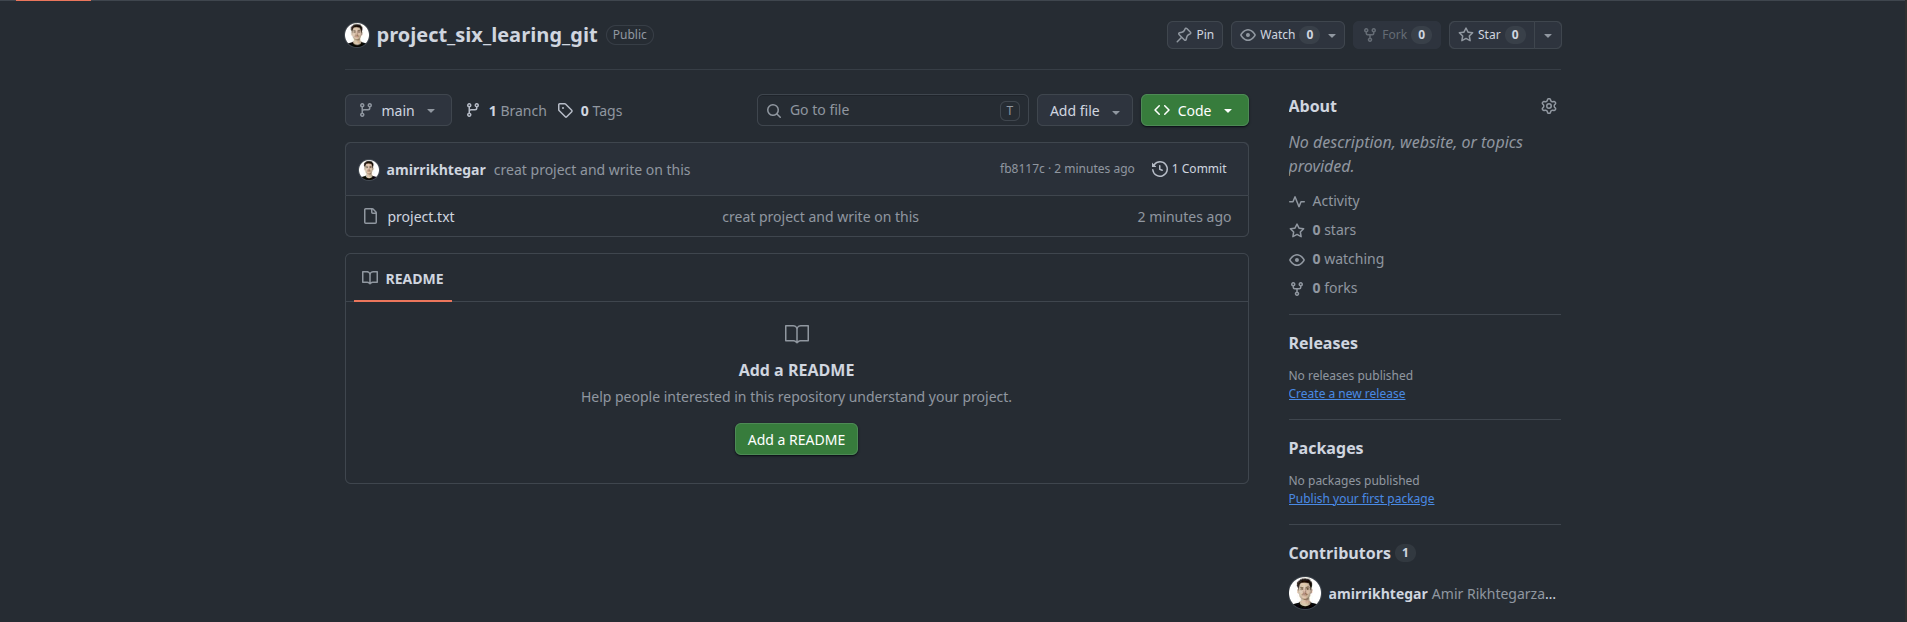 project_six_learing_git Public
Pin Watch 0 Fork 0 Star 0
main 1 Branch 0 Tags Go to file T Add file Code
amirrikhtegar creat project and write on this fb8117c · 2 minutes ago 1 Commit
project.txt creat project and write on this 2 minutes ago
README
Add a README
Help people interested in this repository understand your project.
Add a README
About
No description, website, or topics
provided.
Activity
0 stars
0 watching
0 forks
Releases
No releases published
Create a new release
Packages
No packages published
Publish your first package
Contributors 1
amirrikhtegar Amir Rikhtegarza...